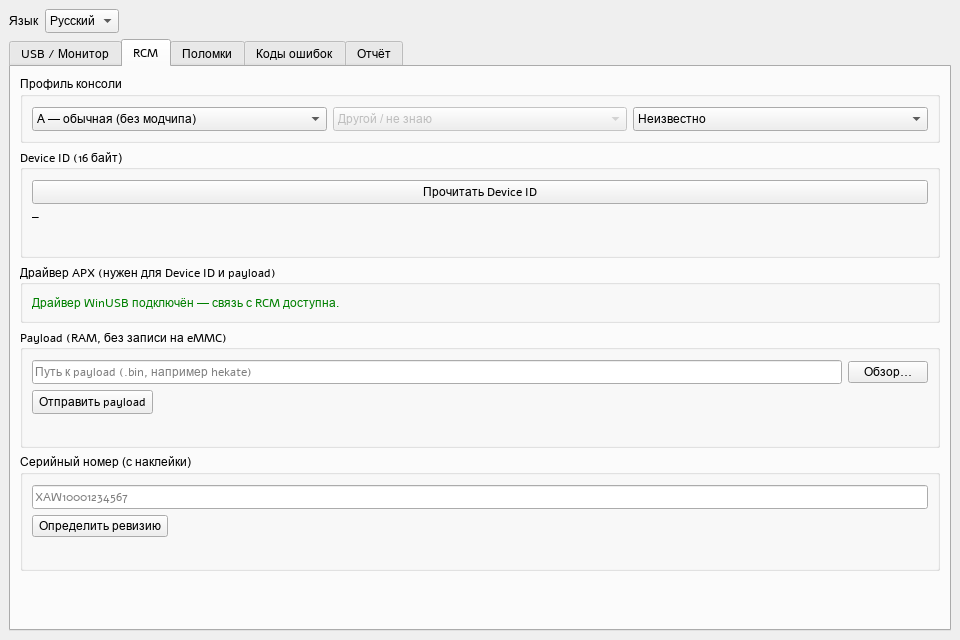 Язык Русский
USB / Монитор RCM Поломки Коды ошибок Отчёт
Профиль консоли
A — обычная (без модчипа) Другой / не знаю Неизвестно
Device ID (16 байт)
Прочитать Device ID
—
Драйвер APX (нужен для Device ID и payload)
Драйвер WinUSB подключён — связь с RCM доступна.
Payload (RAM, без записи на eMMC)
Путь к payload (.bin, например hekate) Обзор...
Отправить payload
Серийный номер (с наклейки)
XAW10001234567
Определить ревизию